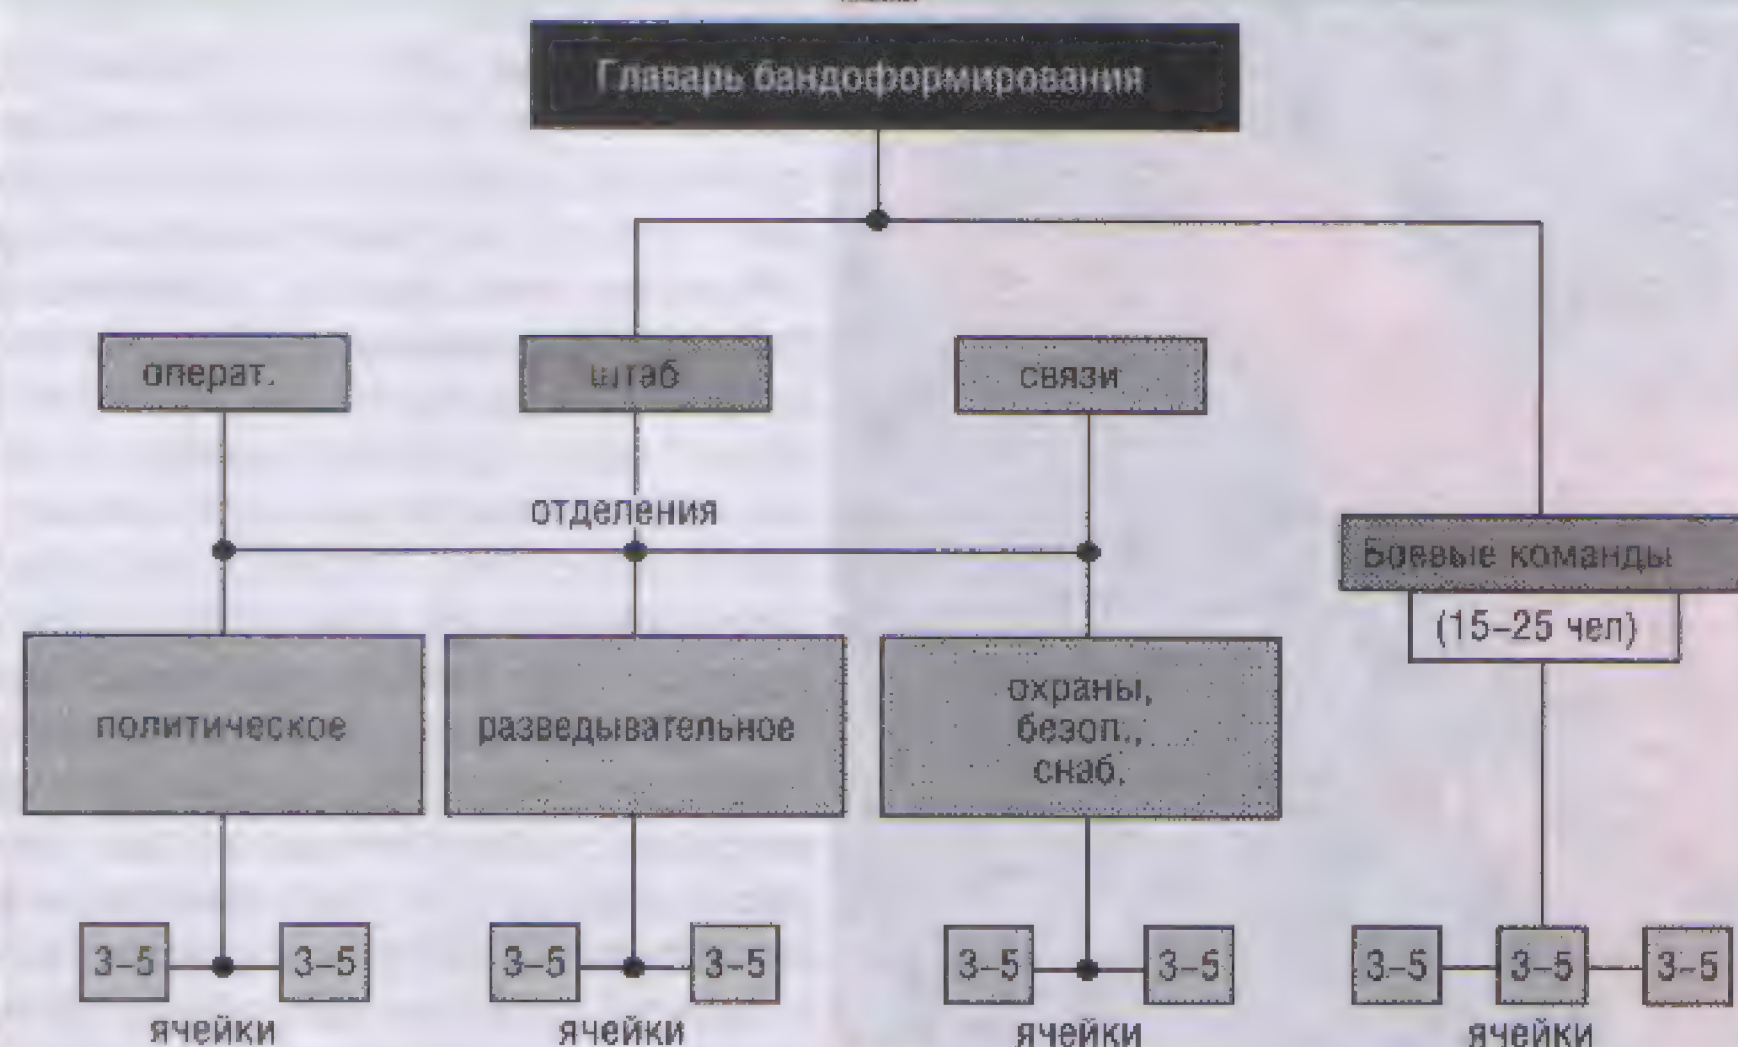 Главарь бандоформирования
операт.
штаб
связи
отделения
Боевые команды
(15–25 чел)
политическое
разведывательное
охраны,
безоп.,
снаб.
3–5
3–5
3–5
3–5
3–5
3–5
3–5
3–5
3–5
ячейки
ячейки
ячейки
ячейки